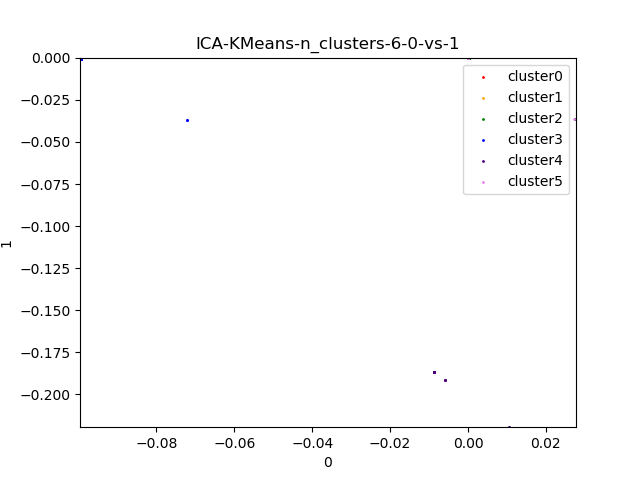 ICA-KMeans-n_clusters-6-0-vs-1
0.000
−0.025
−0.050
−0.075
−0.100
−0.125
−0.150
−0.175
−0.200
1
cluster0
cluster1
cluster2
cluster3
cluster4
cluster5
−0.08 −0.06 −0.04 −0.02 0.00 0.02
0